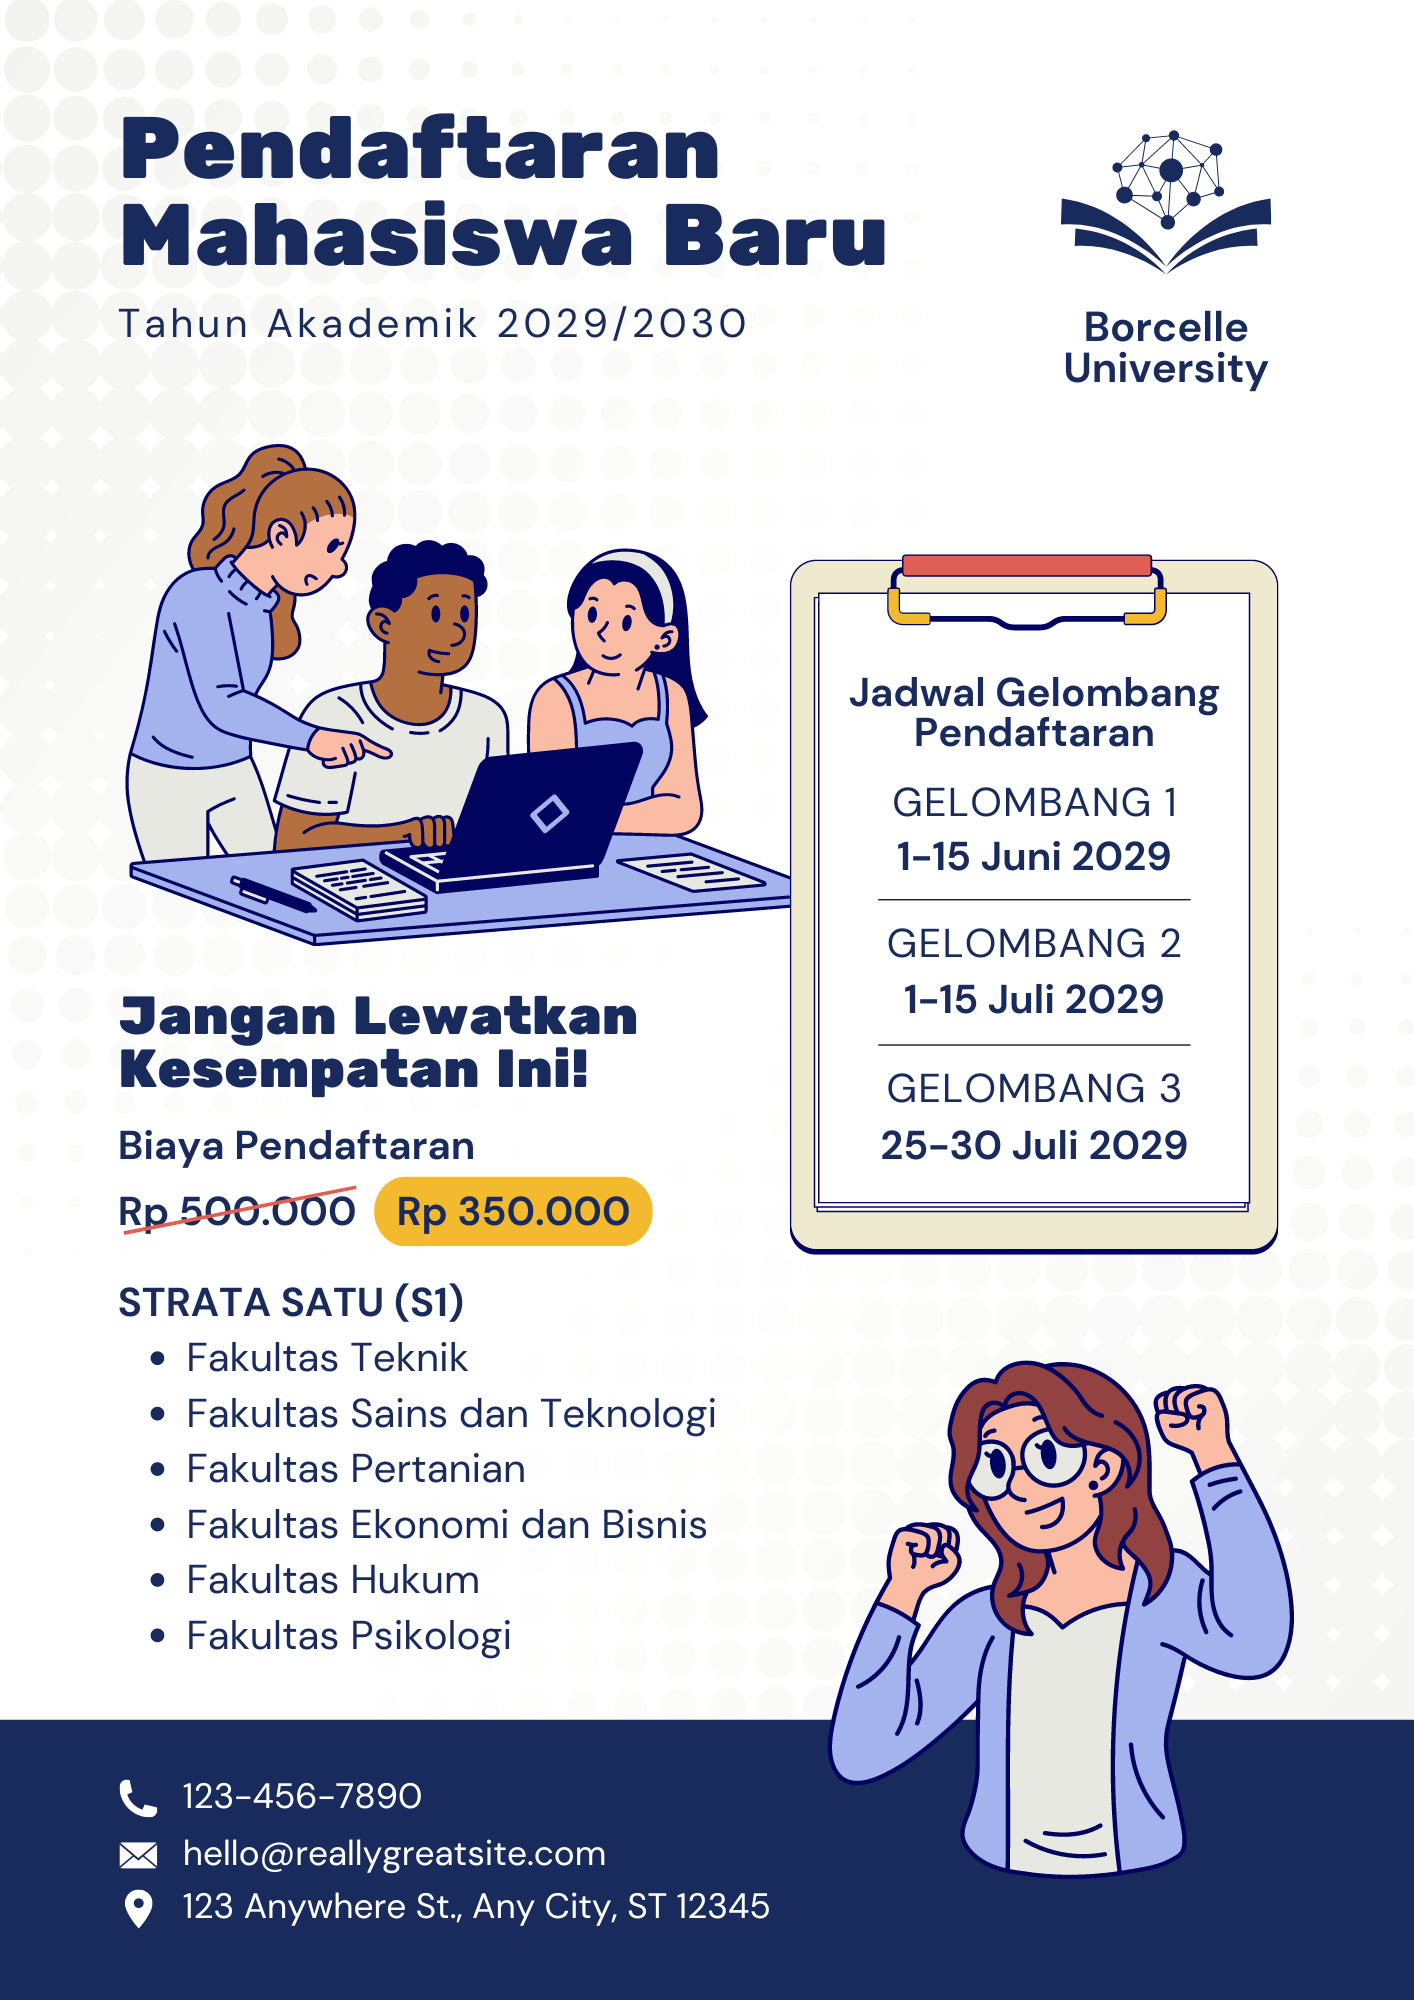 Pendaftaran
Mahasiswa Baru
Tahun Akademik 2029/2030
Borcelle
University
Jadwal Gelombang
Pendaftaran
GELOMBANG 1
1-15 Juni 2029
GELOMBANG 2
1-15 Juli 2029
GELOMBANG 3
25-30 Juli 2029
Jangan Lewatkan
Kesempatan Ini!
Biaya Pendaftaran
Rp 500.000 Rp 350.000
STRATA SATU (S1)
• Fakultas Teknik
• Fakultas Sains dan Teknologi
• Fakultas Pertanian
• Fakultas Ekonomi dan Bisnis
• Fakultas Hukum
• Fakultas Psikologi
123-456-7890
hello@reallygreatsite.com
123 Anywhere St., Any City, ST 12345